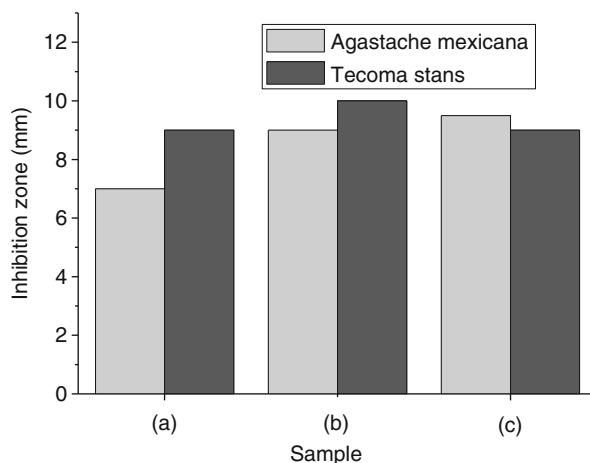 Agastache mexicana
Tecoma stans
Inhibition zone (mm)
12
10
8
6
4
2
0
(a) (b) (c)
Sample